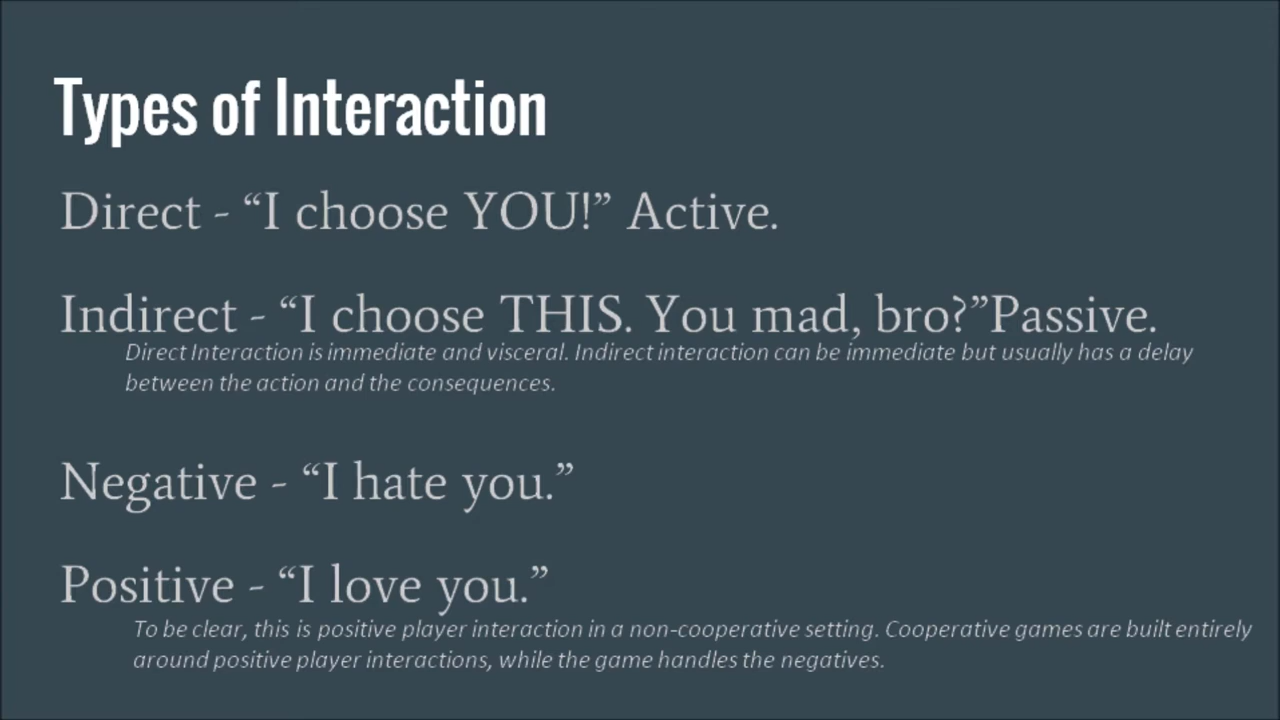 Types of Interaction
Direct - “I choose YOU!” Active.
Indirect - “I choose THIS. You mad, bro?”Passive.
Direct Interaction is immediate and visceral. Indirect interaction can be immediate but usually has a delay
between the action and the consequences.
Negative - “I hate you.”
Positive - “I love you.”
To be clear, this is positive player interaction in a non-cooperative setting. Cooperative games are built entirely
around positive player interactions, while the game handles the negatives.